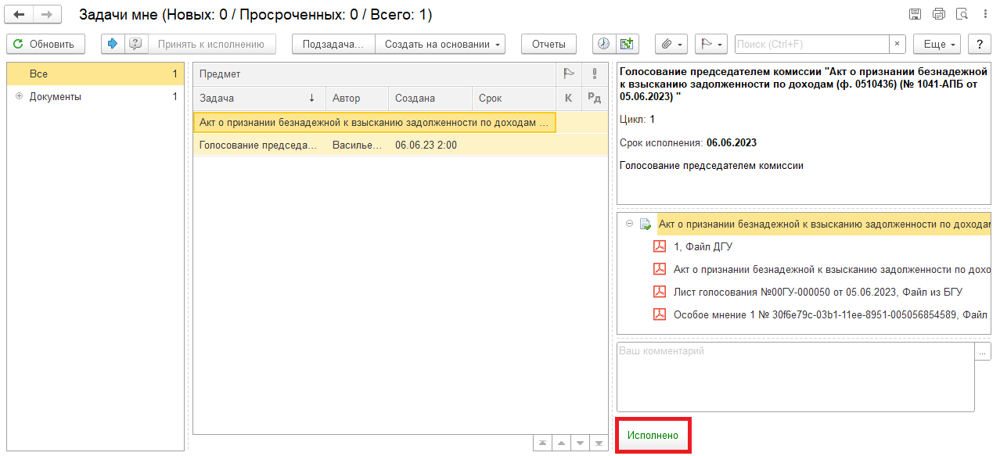 Задачи мне (Новых: 0 / Просроченных: 0 / Всего: 1)
Обновить
Принять к исполнению
Подзадача...
Создать на основании
Отчеты
Поиск (Ctrl+F)
×
Еще
?
Все 1
Документы 1
Предмет
Задача ↓ Автор Создана Срок К Рд
Акт о признании безнадежной к взысканию задолженности по доходам ...
Голосование председа... Василье... 06.06.23 2:00
Голосование председателем комиссии "Акт о признании безнадежной
к взысканию задолженности по доходам (ф. 0510436) (№ 1041-АПБ от
05.06.2023) "
Цикл: 1
Срок исполнения: 06.06.2023
Голосование председателем комиссии
Акт о признании безнадежной к взысканию задолженности по доходам
1, Файл ДГУ
Акт о признании безнадежной к взысканию задолженности по дохо
Лист голосования №00ГУ-000050 от 05.06.2023, Файл из БГУ
Особое мнение 1 № 30f6e79c-03b1-11ee-8951-005056854589, Файл
Ваш комментарий
...
Исполнено